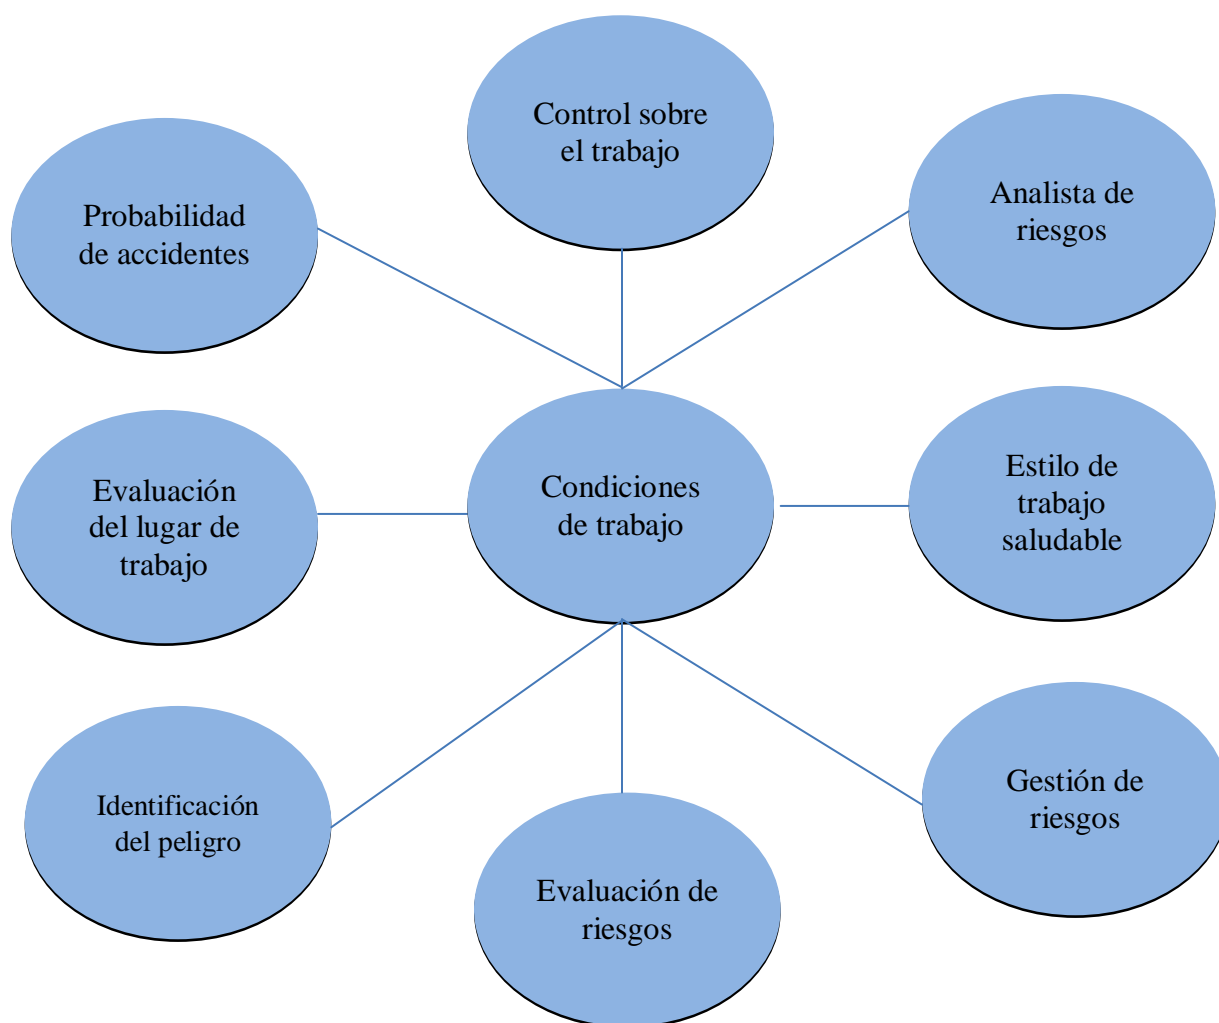 Control sobre
el trabajo
Probabilidad
de accidentes
Analista de
riesgos
Evaluación
del lugar de
trabajo
Condiciones
de trabajo
Estilo de
trabajo
saludable
Identificación
del peligro
Evaluación de
riesgos
Gestión de
riesgos